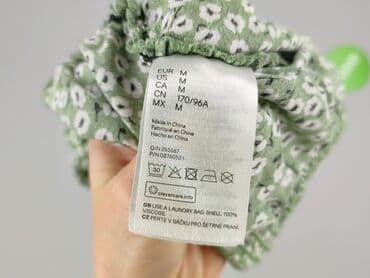 EUR M
US M
CA M
CN 170/96A
MX M
Made in China
Fabriqué en China
Hecho en China
O/N 255567
P/N 08760531
30
clevercare.info
GB USE A LAUNDRY BAG. SHELL: 100%
VISCOSE.
CZ PERTE V SÁČKU PRO ŠETRNÉ PRANÍ.